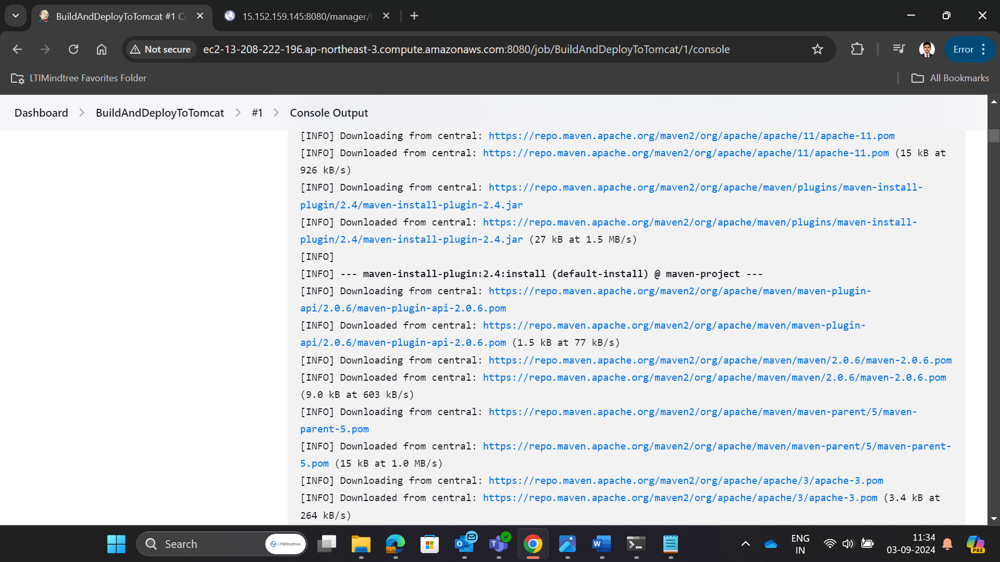 BuildAndDeployToTomcat #1 Co
15.152.159.145:8080/manager/
Not secure
ec2-13-208-222-196.ap-northeast-3.compute.amazonaws.com:8080/job/BuildAndDeployToTomcat/1/console
Error
LTIMindtree Favorites Folder
All Bookmarks
Dashboard
BuildAndDeployToTomcat
#1
Console Output
[INFO] Downloading from central: https://repo.maven.apache.org/maven2/org/apache/apache/11/apache-11.pom
[INFO] Downloaded from central: https://repo.maven.apache.org/maven2/org/apache/apache/11/apache-11.pom (15 kB at
926 kB/s)
[INFO] Downloading from central: https://repo.maven.apache.org/maven2/org/apache/maven/plugins/maven-install-
plugin/2.4/maven-install-plugin-2.4.jar
[INFO] Downloaded from central: https://repo.maven.apache.org/maven2/org/apache/maven/plugins/maven-install-
plugin/2.4/maven-install-plugin-2.4.jar (27 kB at 1.5 MB/s)
[INFO]
[INFO] --- maven-install-plugin:2.4:install (default-install) @ maven-project ---
[INFO] Downloading from central: https://repo.maven.apache.org/maven2/org/apache/maven/maven-plugin-
api/2.0.6/maven-plugin-api-2.0.6.pom
[INFO] Downloaded from central: https://repo.maven.apache.org/maven2/org/apache/maven/maven-plugin-
api/2.0.6/maven-plugin-api-2.0.6.pom (1.5 kB at 77 kB/s)
[INFO] Downloading from central: https://repo.maven.apache.org/maven2/org/apache/maven/maven/2.0.6/maven-2.0.6.pom
[INFO] Downloaded from central: https://repo.maven.apache.org/maven2/org/apache/maven/maven/2.0.6/maven-2.0.6.pom
(9.0 kB at 603 kB/s)
[INFO] Downloading from central: https://repo.maven.apache.org/maven2/org/apache/maven/maven-parent/5/maven-
parent-5.pom
[INFO] Downloaded from central: https://repo.maven.apache.org/maven2/org/apache/maven/maven-parent/5/maven-parent-
5.pom (15 kB at 1.0 MB/s)
[INFO] Downloading from central: https://repo.maven.apache.org/maven2/org/apache/apache/3/apache-3.pom
[INFO] Downloaded from central: https://repo.maven.apache.org/maven2/org/apache/apache/3/apache-3.pom (3.4 kB at
264 kB/s)
Search
LTIMindtree
ENG
IN
11:34
03-09-2024
PRE